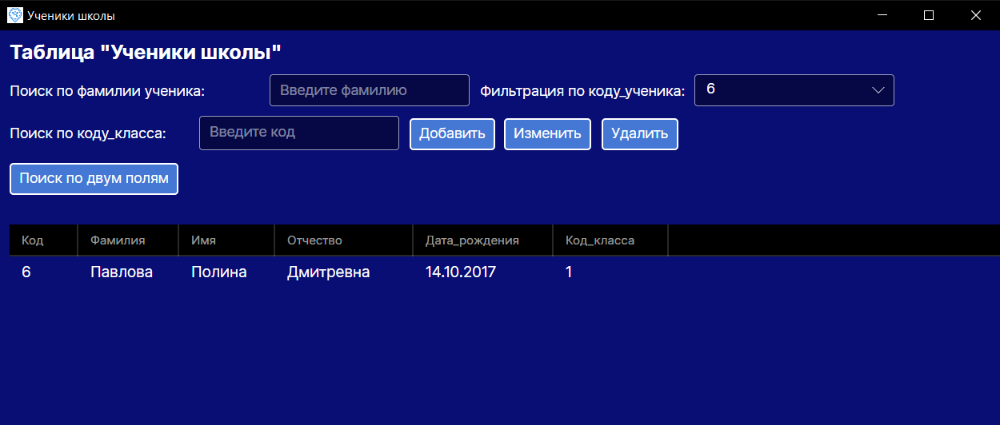 Ученики школы
Таблица "Ученики школы"
Поиск по фамилии ученика: Введите фамилию Фильтрация по коду_ученика: 6
Поиск по коду_класса: Введите код Добавить Изменить Удалить
Поиск по двум полям
Код Фамилия Имя Отчество Дата_рождения Код_класса
6 Павлова Полина Дмитревна 14.10.2017 1